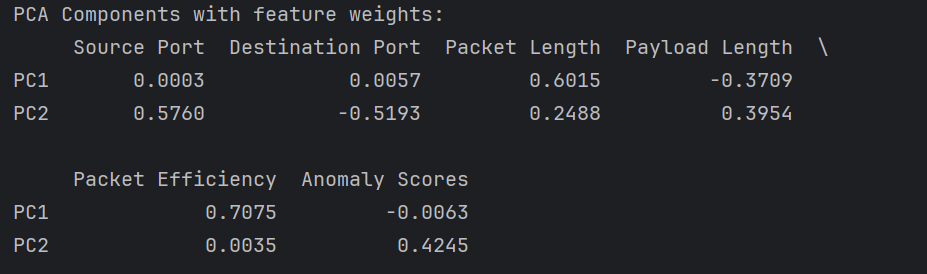 PCA Components with feature weights:
     Source Port  Destination Port  Packet Length  Payload Length  \
PC1       0.0003            0.0057         0.6015         -0.3709
PC2       0.5760           -0.5193         0.2488          0.3954

     Packet Efficiency  Anomaly Scores
PC1             0.7075         -0.0063
PC2             0.0035          0.4245